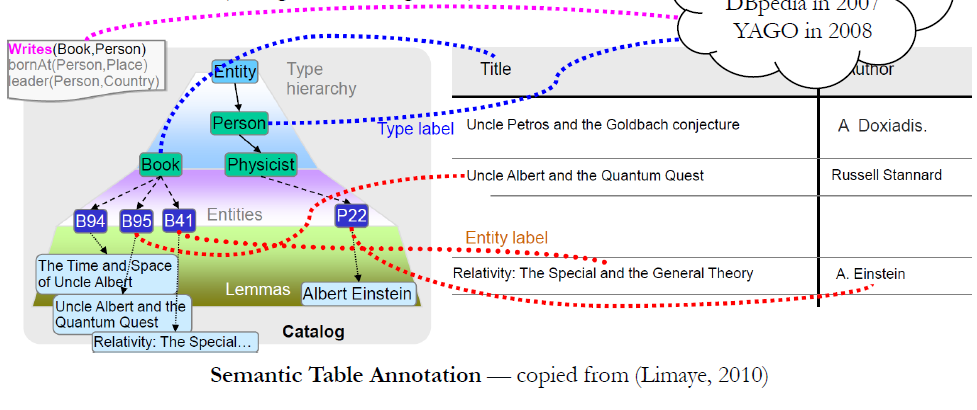 DBpedia in 2007
YAGO in 2008
Writes(Book,Person)
bornAt(Person,Place)
leader(Person,Country)
Entity
Type
hierarchy
Person
Type label
Book
Physicist
Entities
B94
B95
B41
P22
The Time and Space
of Uncle Albert
Uncle Albert and the
Quantum Quest
Relativity: The Special...
Lemmas
Albert Einstein
Catalog
Title
Uncle Petros and the Goldbach conjecture
A Doxiadis.
Uncle Albert and the Quantum Quest
Russell Stannard
Entity label
Relativity: The Special and the General Theory
A. Einstein
Semantic Table Annotation — copied from (Limaye, 2010)